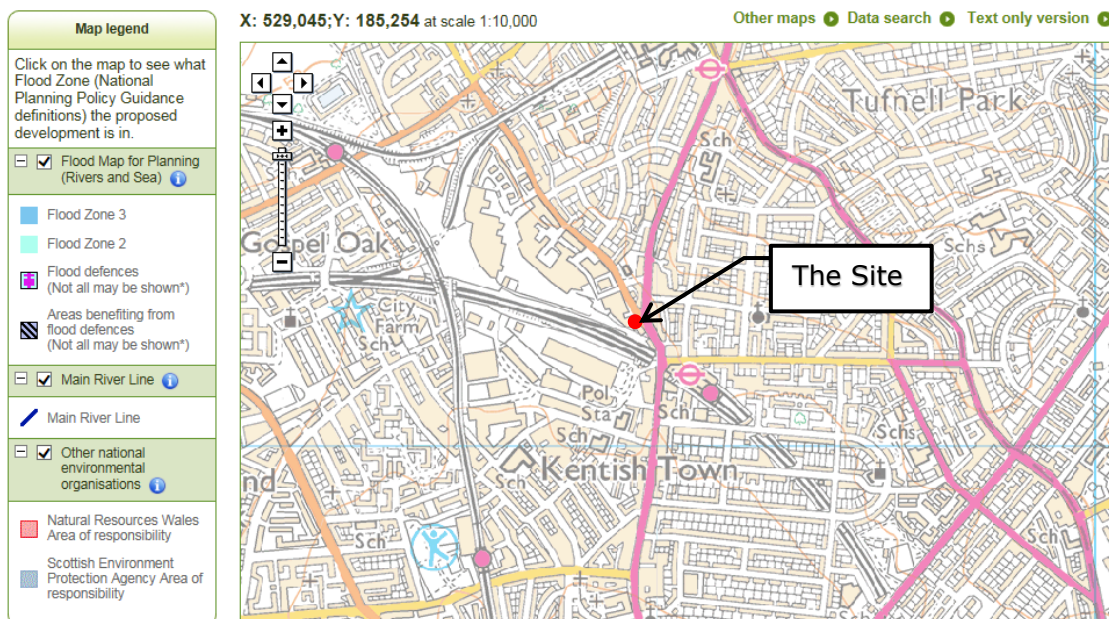 Map legend
Click on the map to see what
Flood Zone (National
Planning Policy Guidance
definitions) the proposed
development is in.
Flood Map for Planning
(Rivers and Sea)
Flood Zone 3
Flood Zone 2
Flood defences
(Not all may be shown*)
Areas benefiting from
flood defences
(Not all may be shown*)
Main River Line
Main River Line
Other national
environmental
organisations
Natural Resources Wales
Area of responsibility
Scottish Environment
Protection Agency Area of
responsibility
X: 529,045;Y: 185,254 at scale 1:10,000
Other maps Data search Text only version
Tufnell Park
Sch
Gospel Oak
Schs
The Site
City
Farm
Sch
Pol
Sta
Sch
Sch
Schs
Kentish Town
nd
Sch
Sch
Sch